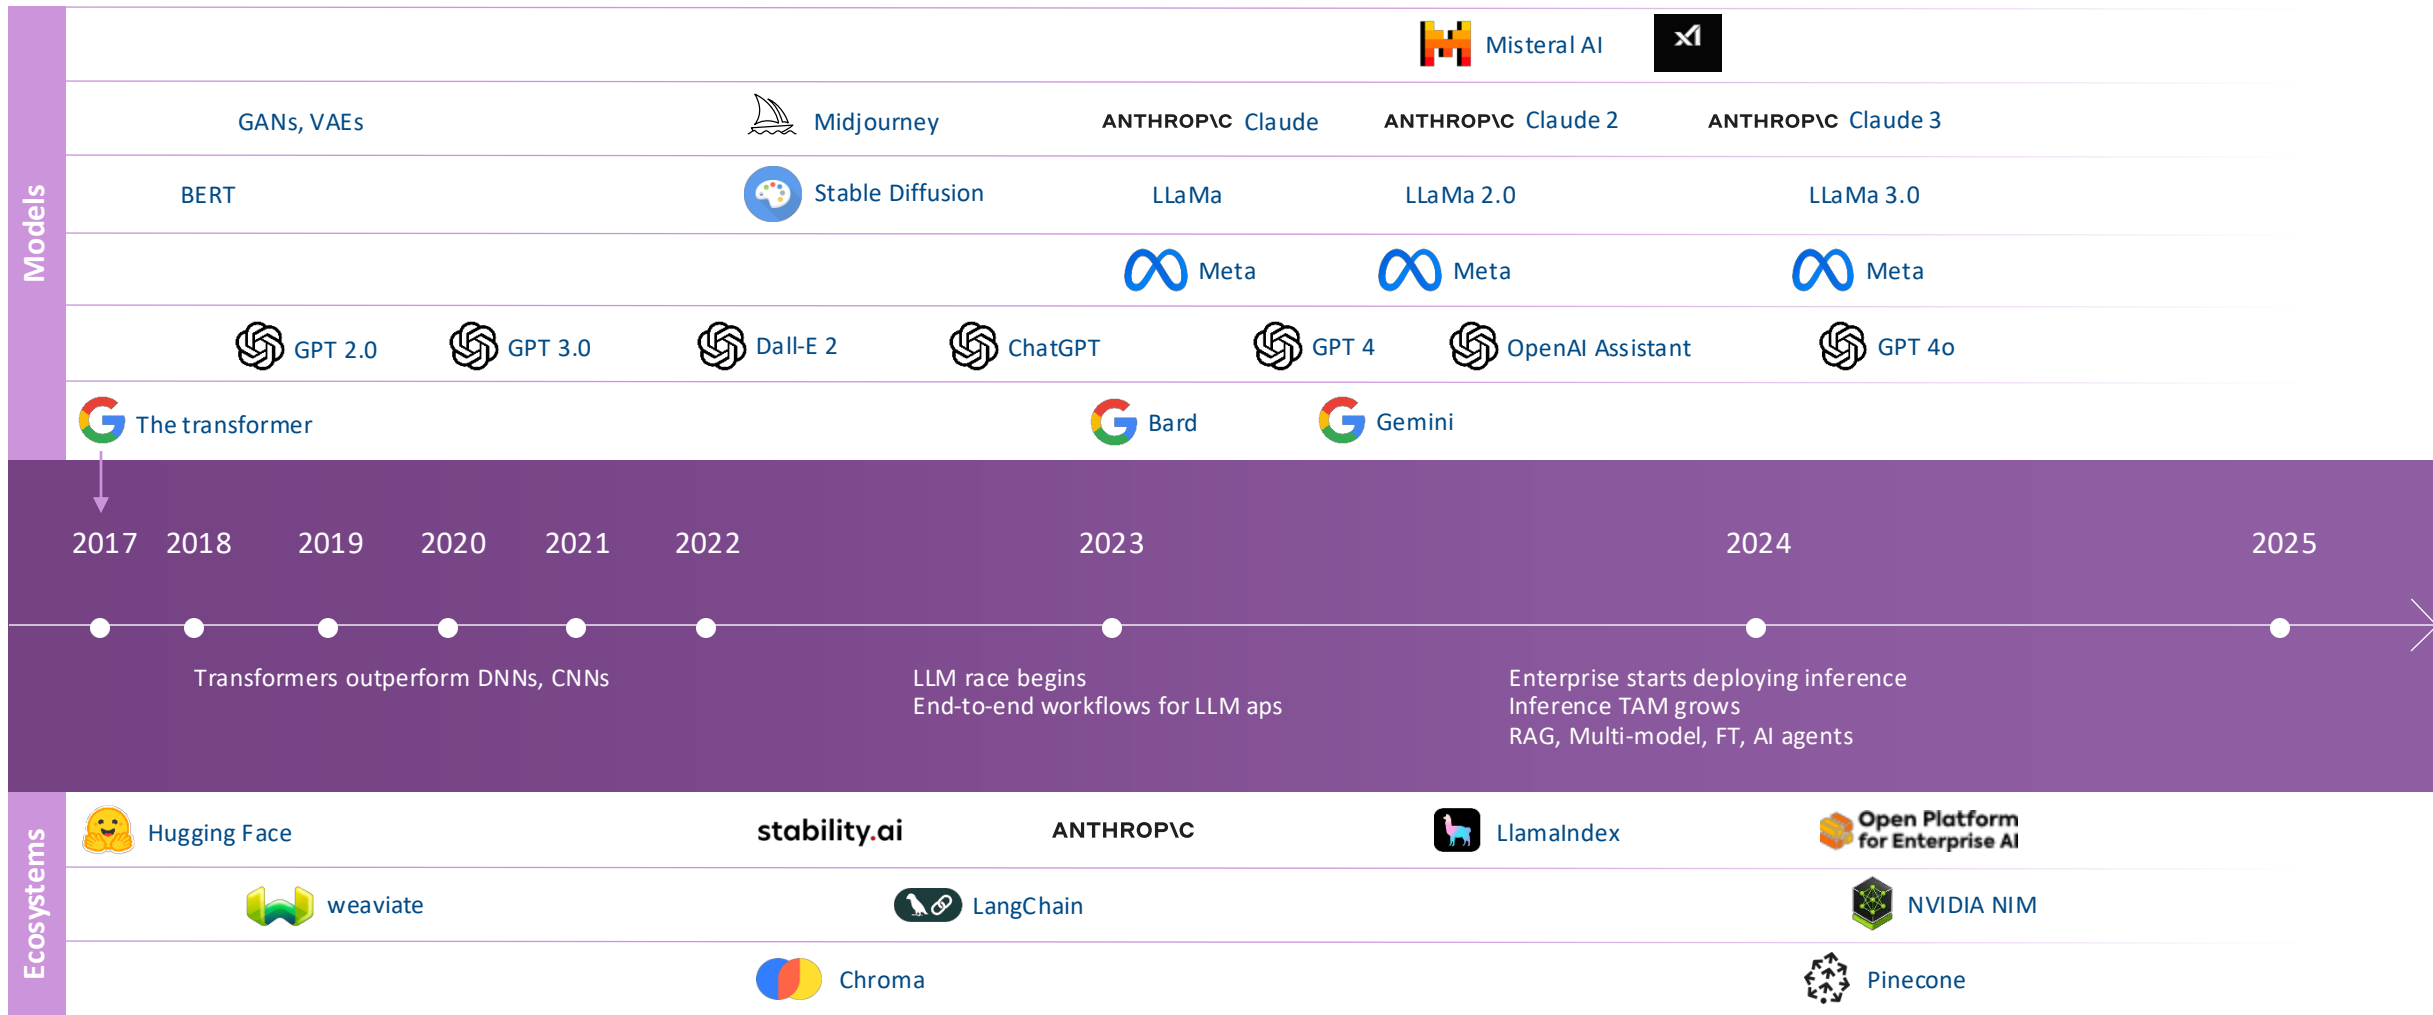 Models
Misteral AI
xI
GANs, VAEs
Midjourney
ANTHROP\C Claude
ANTHROP\C Claude 2
ANTHROP\C Claude 3
BERT
Stable Diffusion
LLaMa
LLaMa 2.0
LLaMa 3.0
Meta
Meta
Meta
GPT 2.0
GPT 3.0
Dall-E 2
ChatGPT
GPT 4
OpenAI Assistant
GPT 4o
The transformer
Bard
Gemini
2017
2018
2019
2020
2021
2022
2023
2024
2025
Transformers outperform DNNs, CNNs
LLM race begins
End-to-end workflows for LLM aps
Enterprise starts deploying inference
Inference TAM grows
RAG, Multi-model, FT, AI agents
Ecosystems
Hugging Face
stability.ai
ANTHROP\C
LlamaIndex
Open Platform
for Enterprise AI
weaviate
LangChain
NVIDIA NIM
Chroma
Pinecone